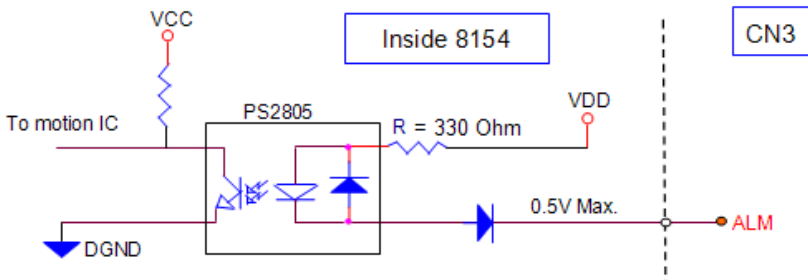 VCC
Inside 8154
CN3
PS2805
VDD
To motion IC
R = 330 Ohm
0.5V Max.
ALM
DGND